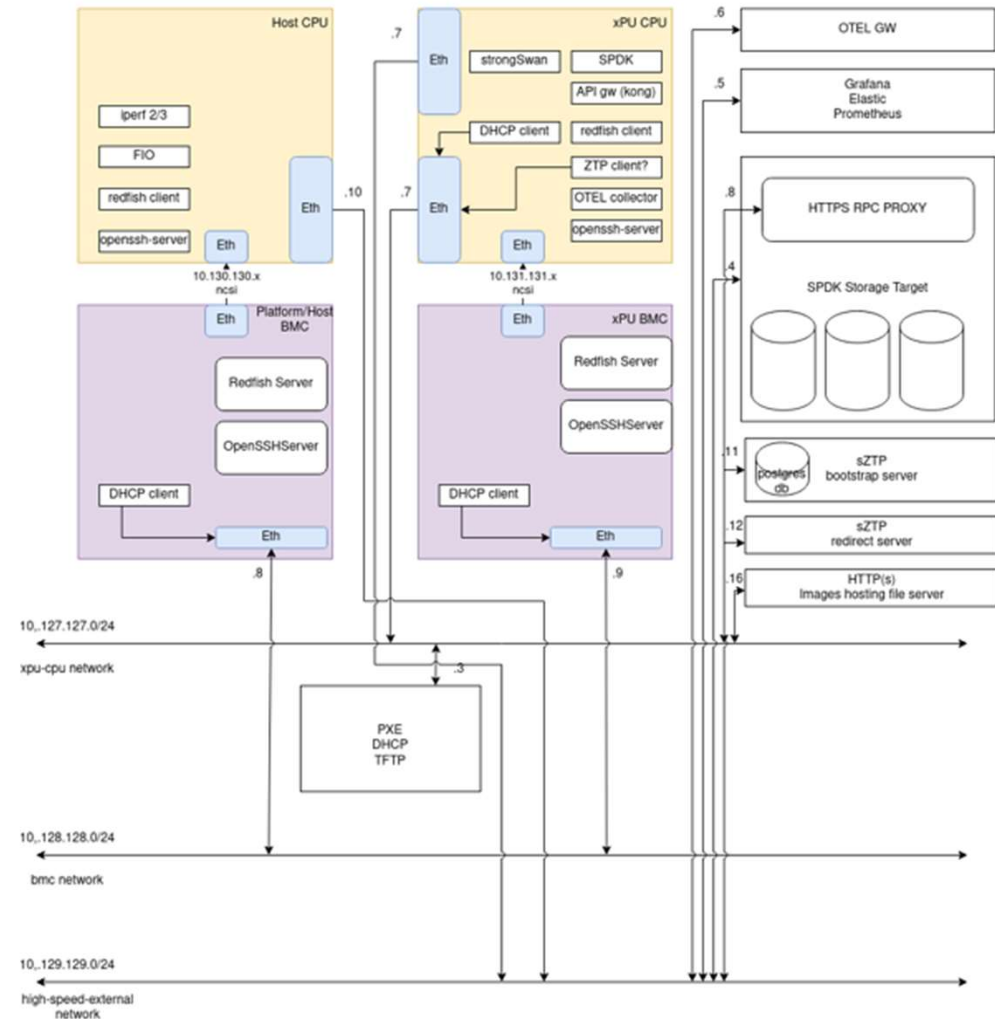 Host CPU
iperf 2/3
FIO
redfish client
openssh-server
Eth
.10
Eth
10.130.130.x
ncsi
Eth
Platform/Host
BMC
Redfish Server
OpenSSHServer
DHCP client
Eth
.8
.7
xPU CPU
Eth
strongSwan
SPDK
API gw (kong)
DHCP client
redfish client
ZTP client?
.7
Eth
OTEL collector
openssh-server
Eth
10.131.131.x
ncsi
Eth
xPU BMC
Redfish Server
OpenSSHServer
DHCP client
Eth
.9
.6
OTEL GW
.5
Grafana
Elastic
Prometheus
.8
HTTPS RPC PROXY
.4
SPDK Storage Target
.11
postgres
db
sZTP
bootstrap server
.12
sZTP
redirect server
.16
HTTP(s)
Images hosting file server
10,.127.127.0/24
xpu-cpu network
.3
PXE
DHCP
TFTP
10,.128.128.0/24
bmc network
10,.129.129.0/24
high-speed-external
network